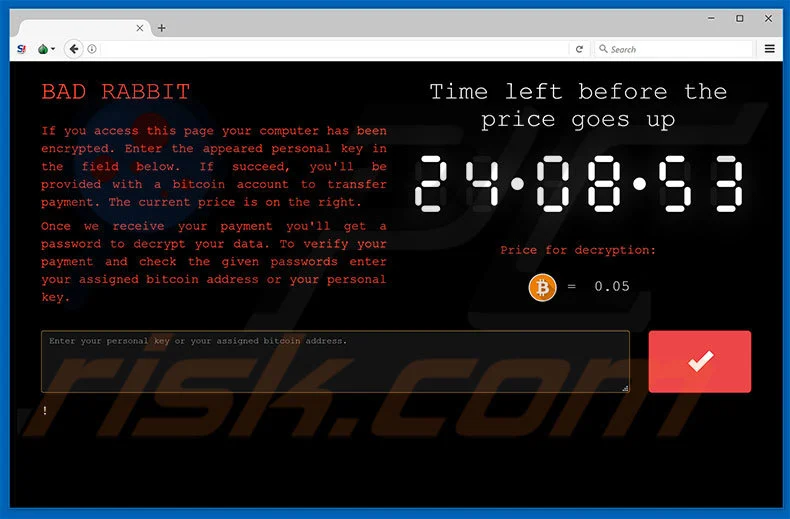 Search
BAD RABBIT
If you access this page your computer has been
encrypted. Enter the appeared personal key in
the field below. If succeed, you'll be
provided with a bitcoin account to transfer
payment. The current price is on the right.
Once we receive your payment you'll get a
password to decrypt your data. To verify your
payment and check the given passwords enter
your assigned bitcoin address or your personal
key.
Time left before the
price goes up
24·08·53
Price for decryption:
= 0.05
Enter your personal key or your assigned bitcoin address.
!
PC
risk.com